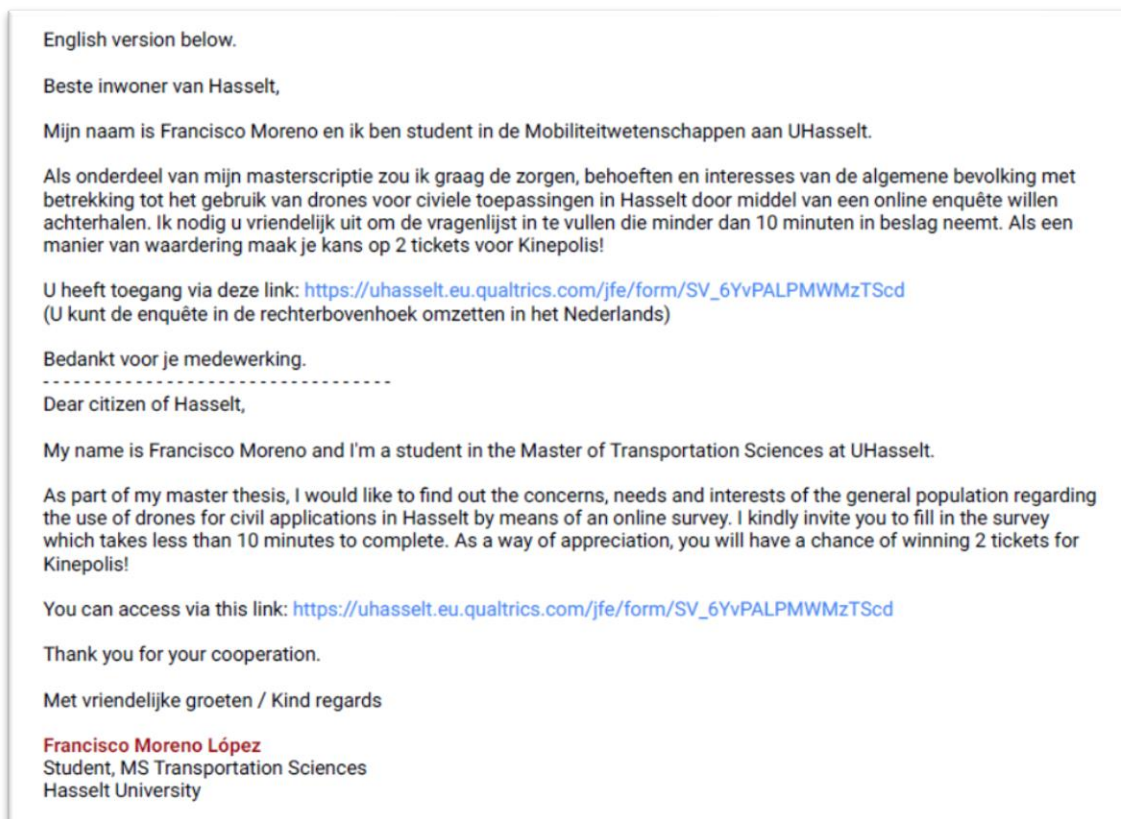 English version below.
Beste inwoner van Hasselt,
Mijn naam is Francisco Moreno en ik ben student in de Mobiliteitwetenschappen aan UHasselt.
Als onderdeel van mijn masterscriptie zou ik graag de zorgen, behoeften en interesses van de algemene bevolking met
betrekking tot het gebruik van drones voor civiele toepassingen in Hasselt door middel van een online enquête willen
achterhalen. Ik nodig u vriendelijk uit om de vragenlijst in te vullen die minder dan 10 minuten in beslag neemt. Als een
manier van waardering maak je kans op 2 tickets voor Kinepolis!
U heeft toegang via deze link: https://uhasselt.eu.qualtrics.com/jfe/form/SV_6YvPALPMWMzTScd
(U kunt de enquête in de rechterbovenhoek omzetten in het Nederlands)
Bedankt voor je medewerking.
- - - - - - - - - - - - - - - - - - - - - - - - - - - - - - - - - -
Dear citizen of Hasselt,
My name is Francisco Moreno and I'm a student in the Master of Transportation Sciences at UHasselt.
As part of my master thesis, I would like to find out the concerns, needs and interests of the general population regarding
the use of drones for civil applications in Hasselt by means of an online survey. I kindly invite you to fill in the survey
which takes less than 10 minutes to complete. As a way of appreciation, you will have a chance of winning 2 tickets for
Kinepolis!
You can access via this link: https://uhasselt.eu.qualtrics.com/jfe/form/SV_6YvPALPMWMzTScd
Thank you for your cooperation.
Met vriendelijke groeten / Kind regards
Francisco Moreno López
Student, MS Transportation Sciences
Hasselt University